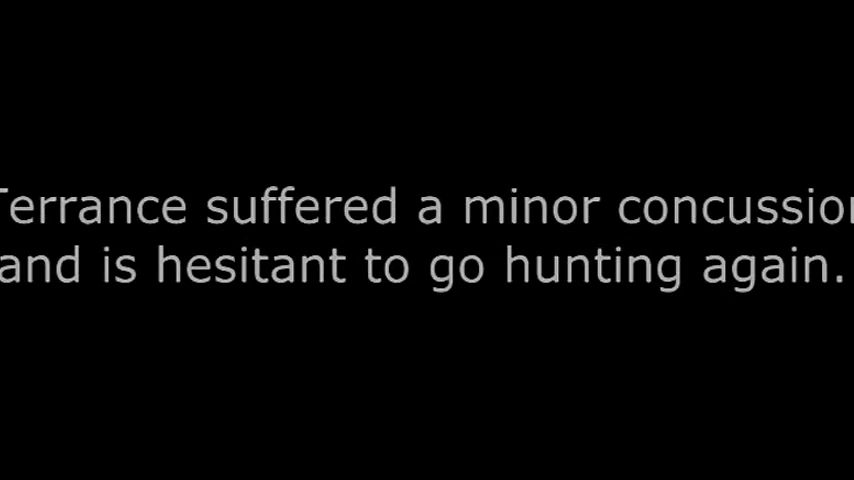 Terrance suffered a minor concussion
and is hesitant to go hunting again.